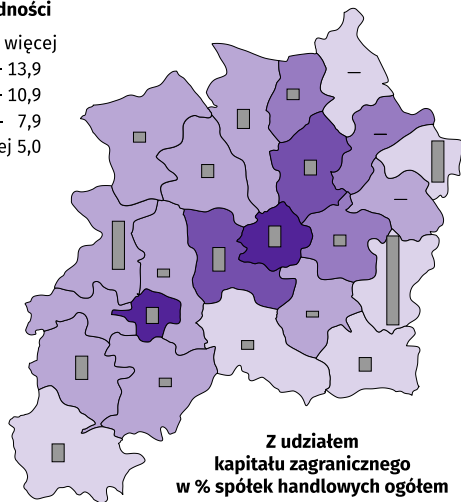 dności
więcej
- 13,9
- 10,9
- 7,9
ej 5,0
Z udziałem
kapitału zagranicznego
w % spółek handlowych ogółem